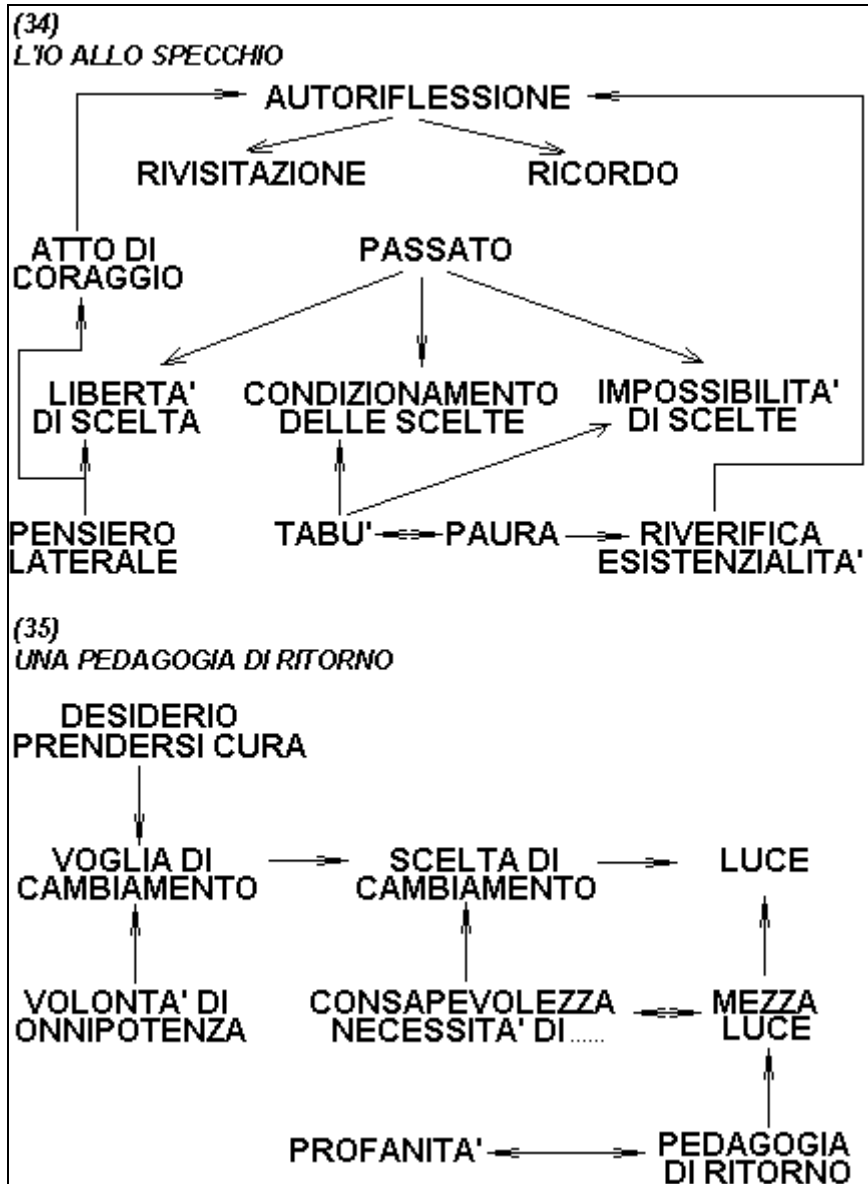 (34)
L'IO ALLO SPECCHIO
AUTORIFLESSIONE
RIVISITAZIONE
RICORDO
ATTO DI
CORAGGIO
PASSATO
LIBERTA'
DI SCELTA
CONDIZIONAMENTO
DELLE SCELTE
IMPOSSIBILITA'
DI SCELTE
PENSIERO
LATERALE
TABU'
PAURA
RIVERIFICA
ESISTENZIALITA'
(35)
UNA PEDAGOGIA DI RITORNO
DESIDERIO
PRENDERSI CURA
VOGLIA DI
CAMBIAMENTO
SCELTA DI
CAMBIAMENTO
LUCE
VOLONTA' DI
ONNIPOTENZA
CONSAPEVOLEZZA
NECESSITA' DI ......
MEZZA
LUCE
PROFANITA'
PEDAGOGIA
DI RITORNO